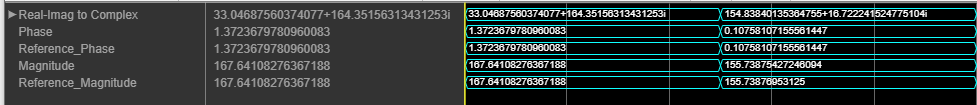 ▶Real-Imag to Complex 33.04687560374077+164.35156313431253i 33.04687560374077+164.35156313431253i 154.83840135364755+16.722241524775104i
Phase 1.3723679780960083 1.3723679780960083 0.10758107155561447
Reference_Phase 1.3723679780960083 1.3723679780960083 0.10758107155561447
Magnitude 167.64108276367188 167.64108276367188 155.73875427246094
Reference_Magnitude 167.64108276367188 167.64108276367188 155.73876953125